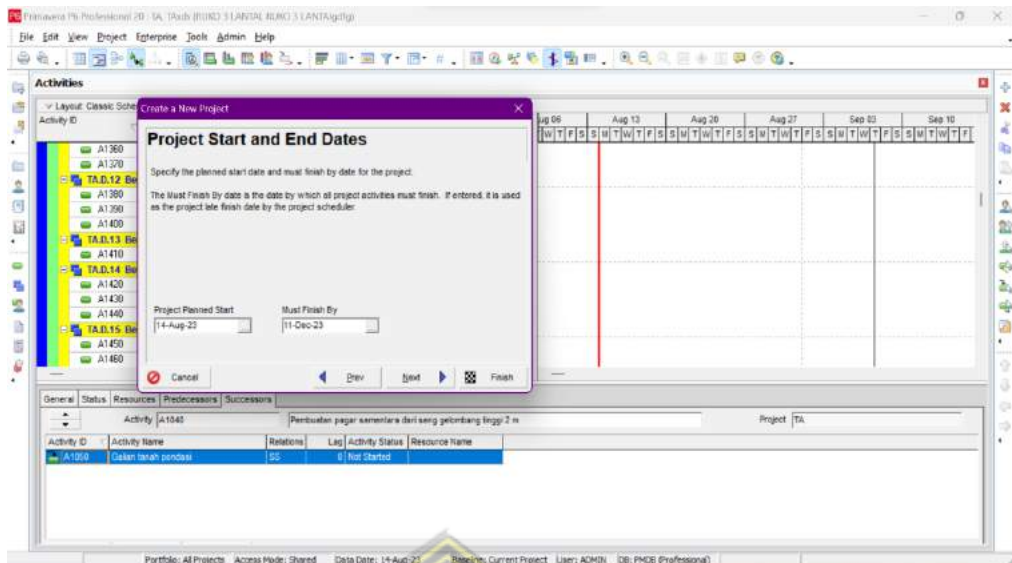 Primavera P6 Professional 20 : TA, TAxds (RUKO 3 LANTAI, RUKO 3 LANTAIgdfgj)
File Edit View Project Enterprise Tools Admin Help
Activities
Layout: Classic Sche
Activity ID
Aug 06 Aug 13 Aug 20 Aug 27 Sep 03 Sep 10
W T F S S M T W T F S S M T W T F S S M T W T F S S M T W T F S S M T W T F
A1360
A1370
TA.D.12 Be
A1380
A1390
A1400
TA.D.13 Be
A1410
TA.D.14 Be
A1420
A1430
A1440
TA.D.15 Be
A1450
A1460
Create a New Project
Project Start and End Dates
Specify the planned start date and must finish by date for the project.
The Must Finish By date is the date by which all project activities must finish. If entered, it is used
as the project late finish date by the project scheduler.
Project Planned Start Must Finish By
14-Aug-23 11-Dec-23
Cancel Prev Next Finish
General Status Resources Predecessors Successors
Activity A1040 Pembuatan pagar sementara dari seng gelombang tinggi 2 m Project TA
Activity ID Activity Name Relations Lag Activity Status Resource Name
A1050 Galian tanah pondasi SS 0 Not Started
Portfolio: All Projects Access Mode: Shared Data Date: 14-Aug-23 Baseline: Current Project User: ADMIN DB: PMDB (Professional)